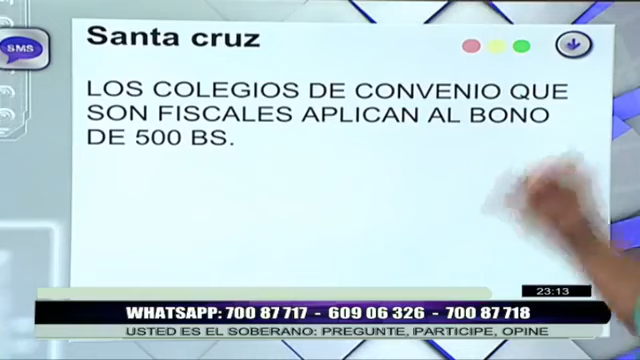 SMS
Santa cruz
LOS COLEGIOS DE CONVENIO QUE
SON FISCALES APLICAN AL BONO
DE 500 BS.
23:13
WHATSAPP: 700 87 717 - 609 06 326 - 700 87 718
USTED ES EL SOBERANO: PREGUNTE, PARTICIPE, OPINE